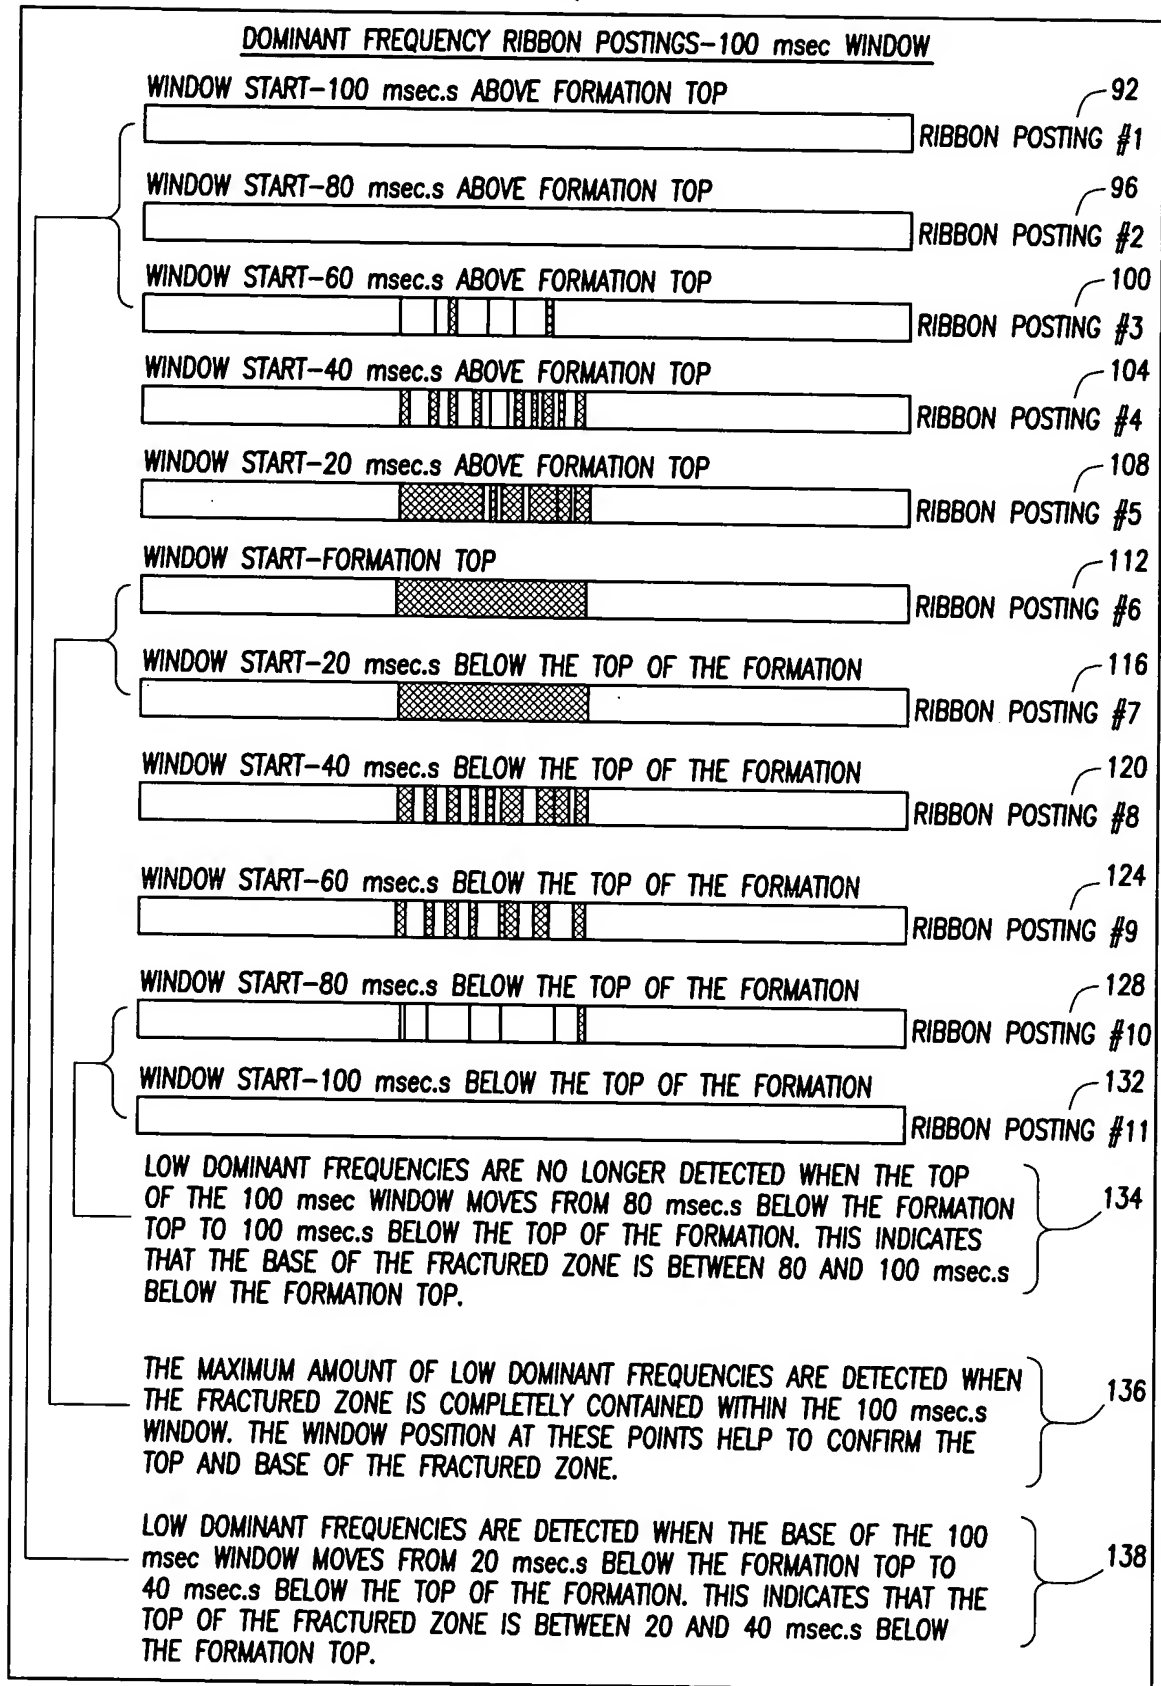 DOMINANT FREQUENCY RIBBON POSTINGS-100 msec WINDOW
WINDOW START-100 msec.s ABOVE FORMATION TOP
92
RIBBON POSTING #1
WINDOW START-80 msec.s ABOVE FORMATION TOP
96
RIBBON POSTING #2
WINDOW START-60 msec.s ABOVE FORMATION TOP
100
RIBBON POSTING #3
WINDOW START-40 msec.s ABOVE FORMATION TOP
104
RIBBON POSTING #4
WINDOW START-20 msec.s ABOVE FORMATION TOP
108
RIBBON POSTING #5
WINDOW START-FORMATION TOP
112
RIBBON POSTING #6
WINDOW START-20 msec.s BELOW THE TOP OF THE FORMATION
116
RIBBON POSTING #7
WINDOW START-40 msec.s BELOW THE TOP OF THE FORMATION
120
RIBBON POSTING #8
WINDOW START-60 msec.s BELOW THE TOP OF THE FORMATION
124
RIBBON POSTING #9
WINDOW START-80 msec.s BELOW THE TOP OF THE FORMATION
128
RIBBON POSTING #10
WINDOW START-100 msec.s BELOW THE TOP OF THE FORMATION
132
RIBBON POSTING #11
LOW DOMINANT FREQUENCIES ARE NO LONGER DETECTED WHEN THE TOP
OF THE 100 msec WINDOW MOVES FROM 80 msec.s BELOW THE FORMATION
TOP TO 100 msec.s BELOW THE TOP OF THE FORMATION. THIS INDICATES
THAT THE BASE OF THE FRACTURED ZONE IS BETWEEN 80 AND 100 msec.s
BELOW THE FORMATION TOP.
134
THE MAXIMUM AMOUNT OF LOW DOMINANT FREQUENCIES ARE DETECTED WHEN
THE FRACTURED ZONE IS COMPLETELY CONTAINED WITHIN THE 100 msec.s
WINDOW. THE WINDOW POSITION AT THESE POINTS HELP TO CONFIRM THE
TOP AND BASE OF THE FRACTURED ZONE.
136
LOW DOMINANT FREQUENCIES ARE DETECTED WHEN THE BASE OF THE 100
msec WINDOW MOVES FROM 20 msec.s BELOW THE FORMATION TOP TO
40 msec.s BELOW THE TOP OF THE FORMATION. THIS INDICATES THAT THE
TOP OF THE FRACTURED ZONE IS BETWEEN 20 AND 40 msec.s BELOW
THE FORMATION TOP.
138